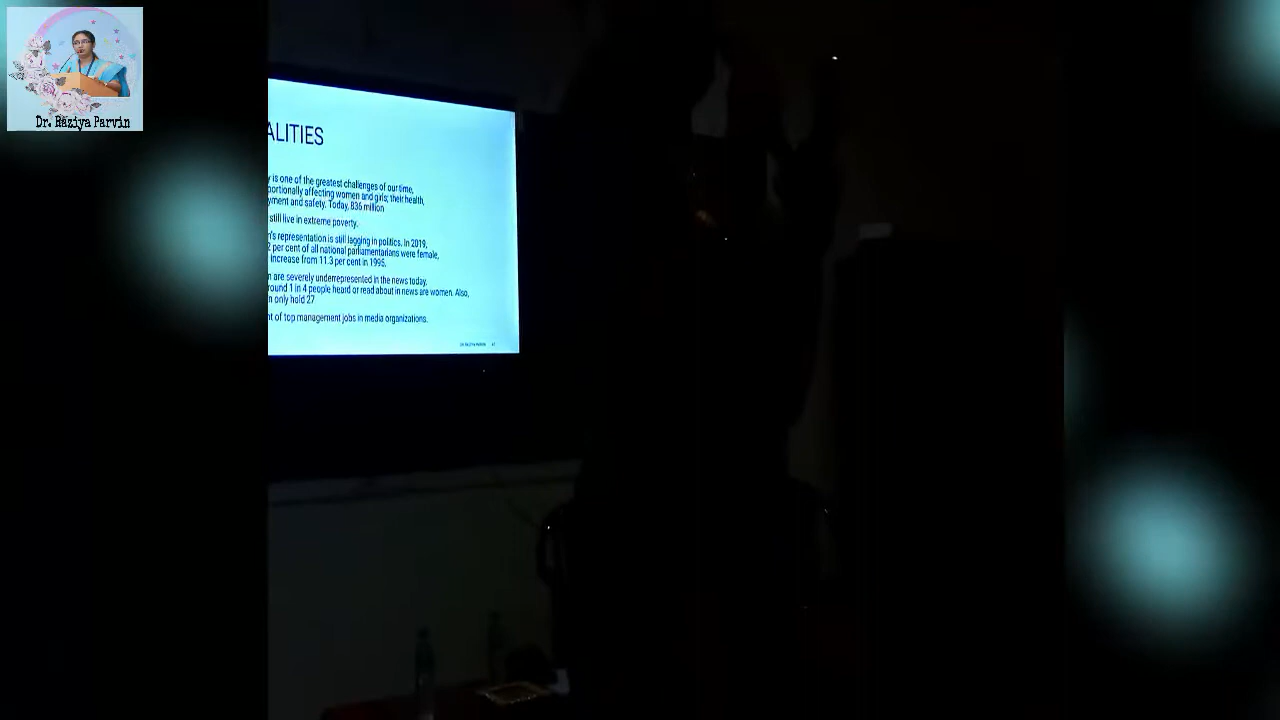 Dr. Raziya Parvin
ALITIES
y is one of the greatest challenges of our time,
portionally affecting women and girls; their health,
yment and safety. Today, 836 million
still live in extreme poverty.
n's representation is still lagging in politics. In 2019,
2 per cent of all national parliamentarians were female,
increase from 11.3 per cent in 1995.
n are severely underrepresented in the news today.
round 1 in 4 people heard or read about in news are women. Also,
n only hold 27
nt of top management jobs in media organizations.